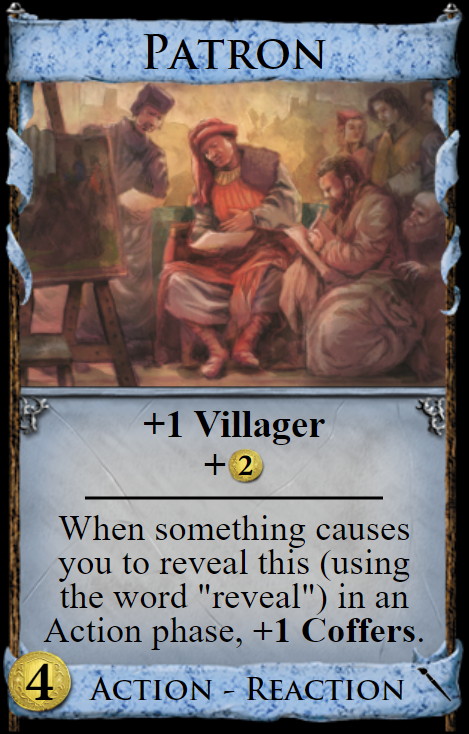 PATRON
+1 Villager
+2
When something causes
you to reveal this (using
the word "reveal") in an
Action phase, +1 Coffers.
4 ACTION - REACTION